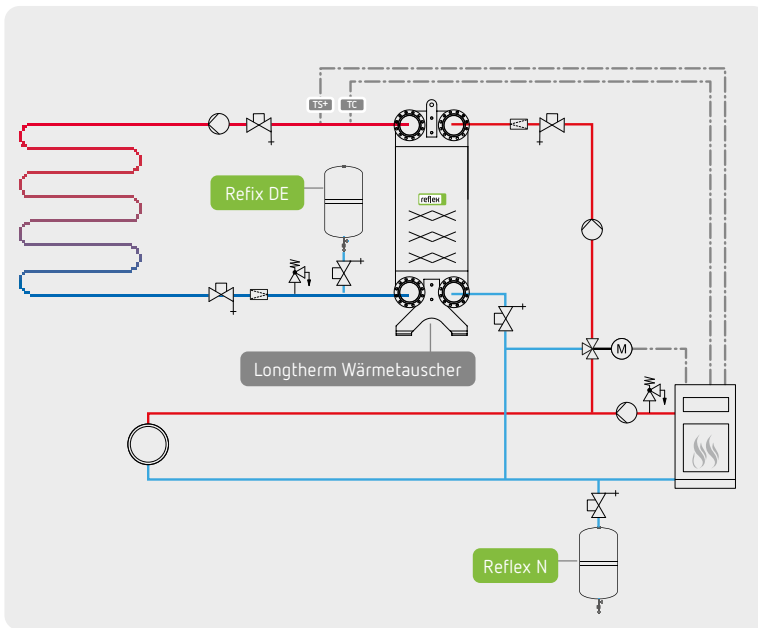 TS+ TC
Refix DE
reflex
Longtherm Wärmetauscher
M
Reflex N